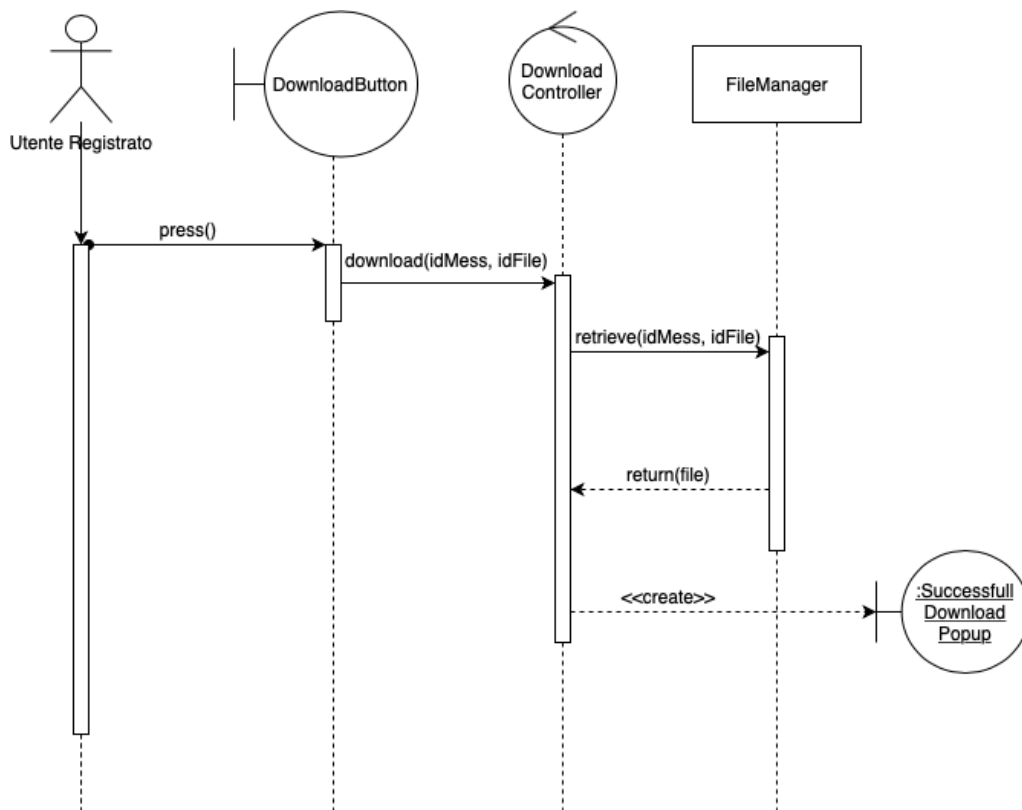 DownloadButton
Download
Controller
FileManager
Utente Registrato
press()
download(idMess, idFile)
retrieve(idMess, idFile)
return(file)
<<create>>
:Successfull
Download
Popup